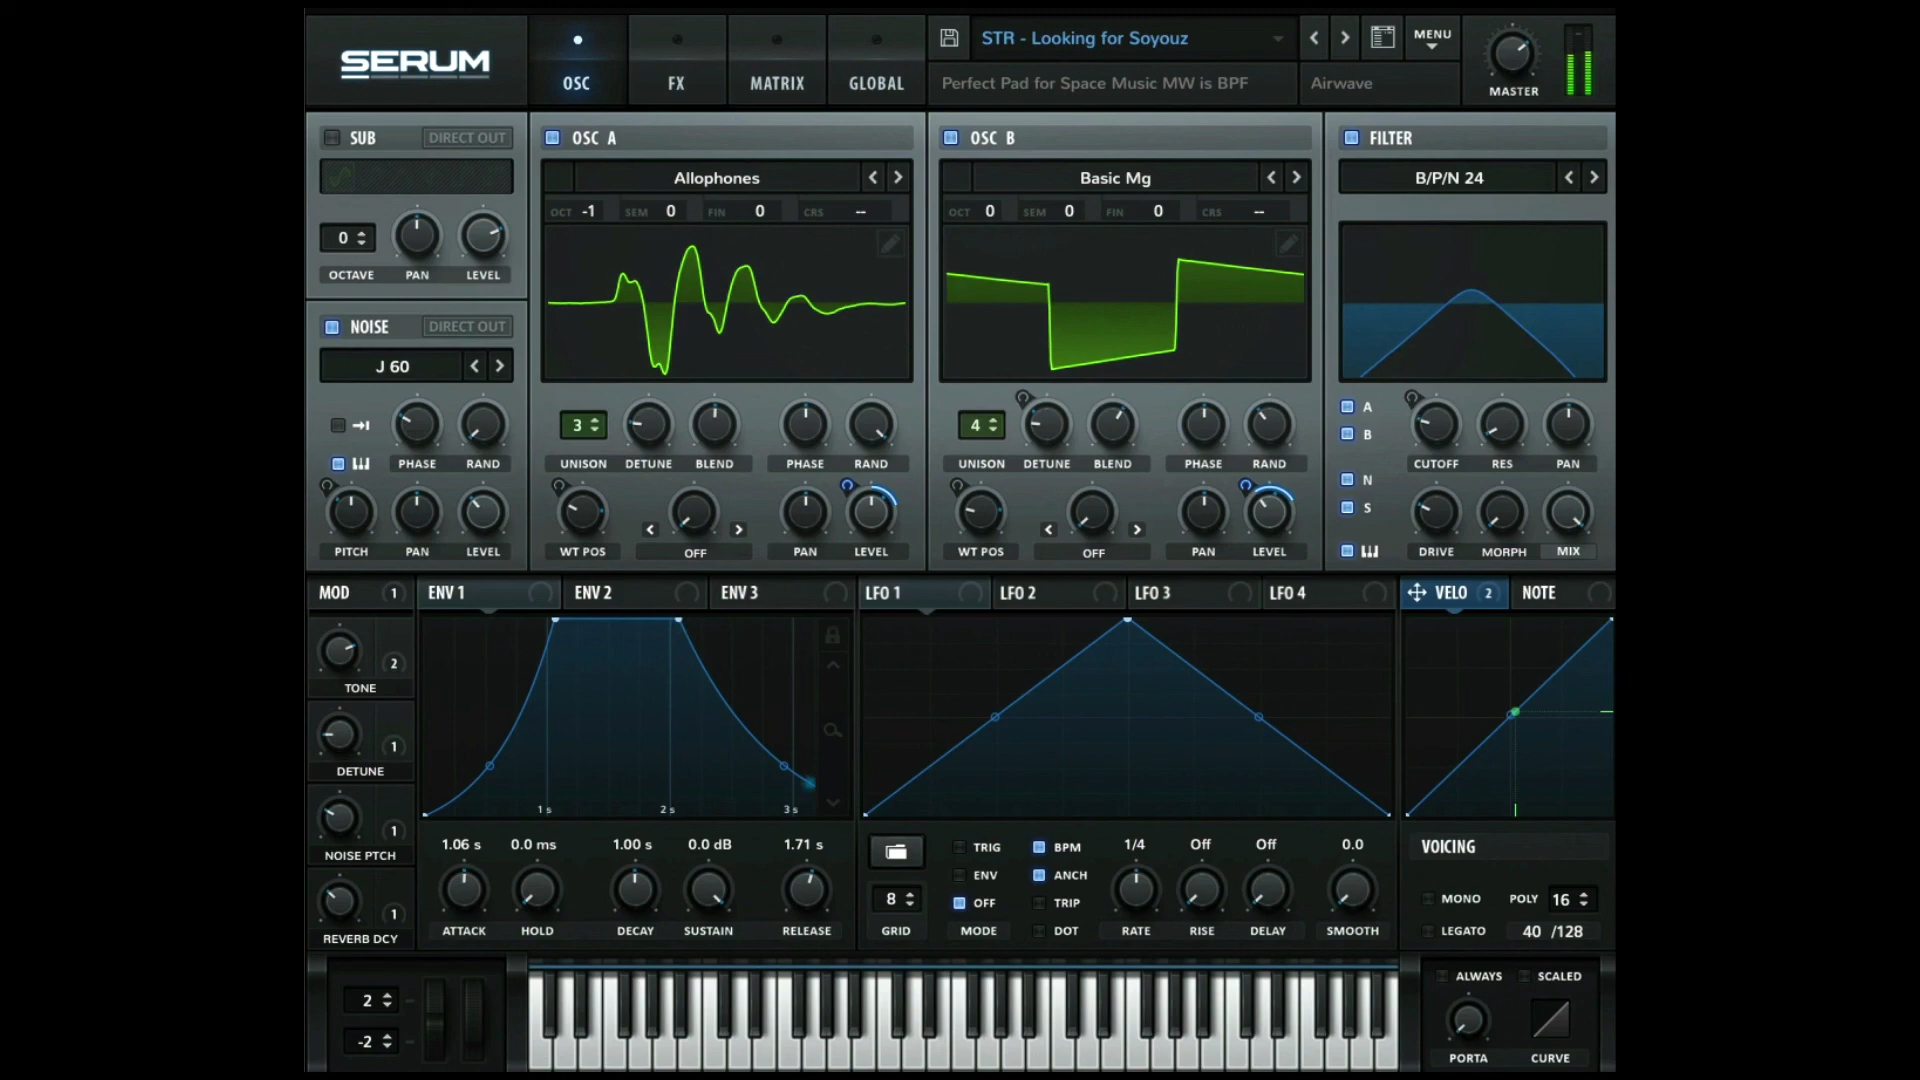 SERUM
OSC
FX
MATRIX
GLOBAL
STR - Looking for Soyouz
Perfect Pad for Space Music MW is BPF
Airwave
MENU
MASTER
SUB DIRECT OUT
0
OCTAVE PAN LEVEL
NOISE DIRECT OUT
J 60
PHASE RAND
PITCH PAN LEVEL
OSC A
Allophones
OCT -1 SEM 0 FIN 0 CRS --
3
UNISON DETUNE BLEND PHASE RAND
WT POS OFF PAN LEVEL
OSC B
Basic Mg
OCT 0 SEM 0 FIN 0 CRS --
4
UNISON DETUNE BLEND PHASE RAND
WT POS OFF PAN LEVEL
FILTER
B/P/N 24
A
B
N
S
CUTOFF RES PAN
DRIVE MORPH MIX
MOD 1
ENV 1 ENV 2 ENV 3
LFO 1 LFO 2 LFO 3 LFO 4
VELO 2 NOTE
2
TONE
1
DETUNE
1
NOISE PTCH
1
REVERB DCY
1 s 2 s 3 s
1.06 s 0.0 ms 1.00 s 0.0 dB 1.71 s
ATTACK HOLD DECAY SUSTAIN RELEASE
8
GRID
TRIG BPM
ENV ANCH
OFF TRIP
MODE DOT
1/4 Off Off 0.0
RATE RISE DELAY SMOOTH
VOICING
MONO POLY 16
LEGATO 40 /128
2
-2
ALWAYS SCALED
PORTA CURVE